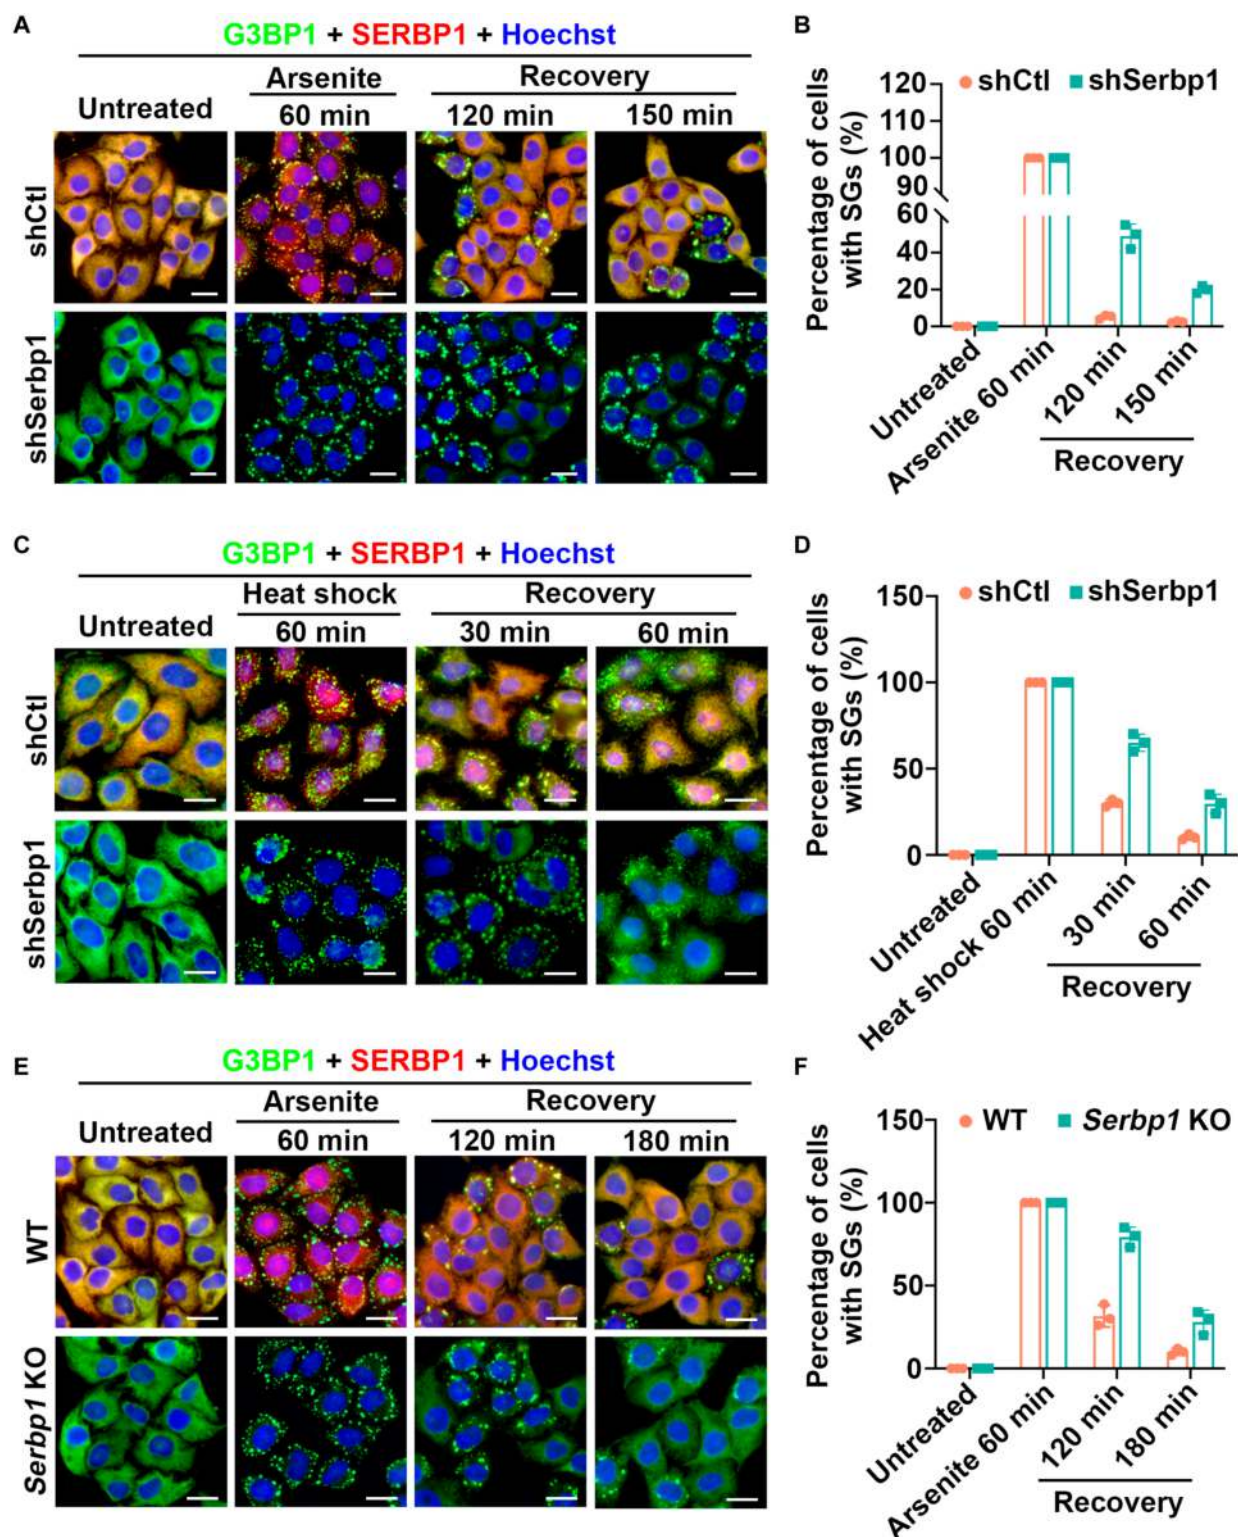 A
G3BP1 + SERBP1 + Hoechst
Arsenite
Recovery
Untreated
60 min
120 min
150 min
shCtl
shSerbp1
B
Percentage of cells
with SGs (%)
shCtl
shSerbp1
120
110
100
90
60
40
20
0
Untreated
Arsenite 60 min
120 min
150 min
Recovery
C
G3BP1 + SERBP1 + Hoechst
Heat shock
Recovery
Untreated
60 min
30 min
60 min
shCtl
shSerbp1
D
Percentage of cells
with SGs (%)
shCtl
shSerbp1
150
100
50
0
Untreated
Heat shock 60 min
30 min
60 min
Recovery
E
G3BP1 + SERBP1 + Hoechst
Arsenite
Recovery
Untreated
60 min
120 min
180 min
WT
Serbp1 KO
F
Percentage of cells
with SGs (%)
WT
Serbp1 KO
150
100
50
0
Untreated
Arsenite 60 min
120 min
180 min
Recovery